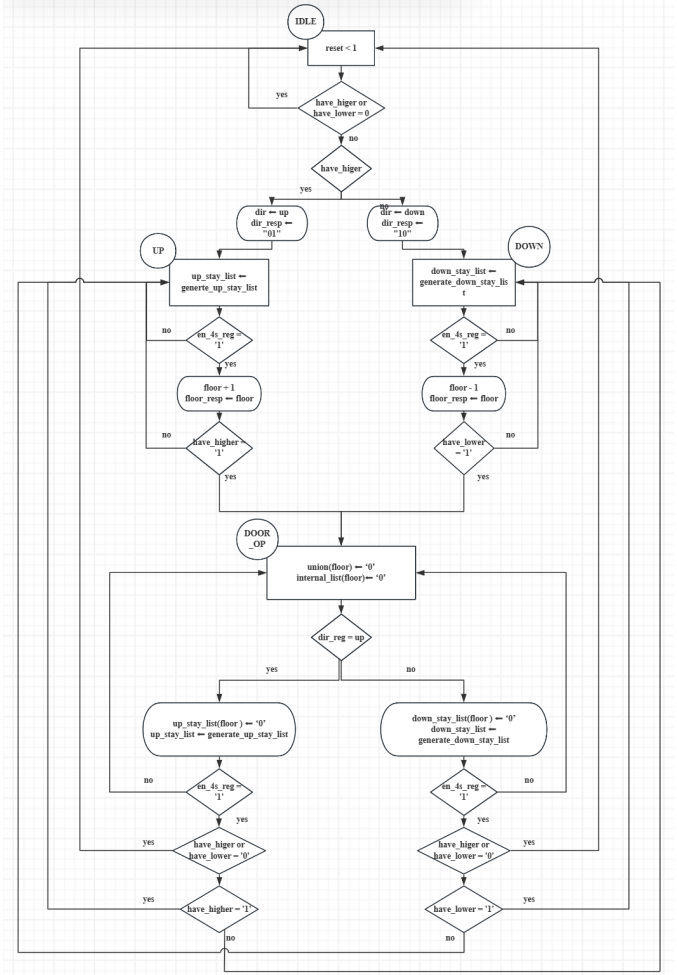 IDLE
reset < 1
yes
have_higer or
have_lower = 0
no
have_higer
yes
no
dir ← up
dir_resp ←
"01"
dir ← down
dir_resp ←
"10"
UP
DOWN
up_stay_list ←
generte_up_stay_list
down_stay_list ←
generate_down_stay_lis
t
no
en_4s_reg =
'1'
yes
en_4s_reg =
'1'
no
yes
floor + 1
floor_resp ← floor
floor - 1
floor_resp ← floor
no
have_higher =
'1'
yes
have_lower
= '1'
no
yes
DOOR
_OP
union(floor) ← ‘0’
internal_list(floor)← ‘0’
dir_reg = up
yes
no
up_stay_list(floor ) ← ‘0’
up_stay_list ← generate_up_stay_list
down_stay_list(floor ) ← ‘0’
down_stay_list ←
generate_down_stay_list
no
en_4s_reg =
'1'
yes
en_4s_reg =
'1'
no
yes
yes
have_higer or
have_lower = '0'
have_higer or
have_lower = '0'
yes
yes
have_higher = '1'
no
have_lower = '1'
yes
no